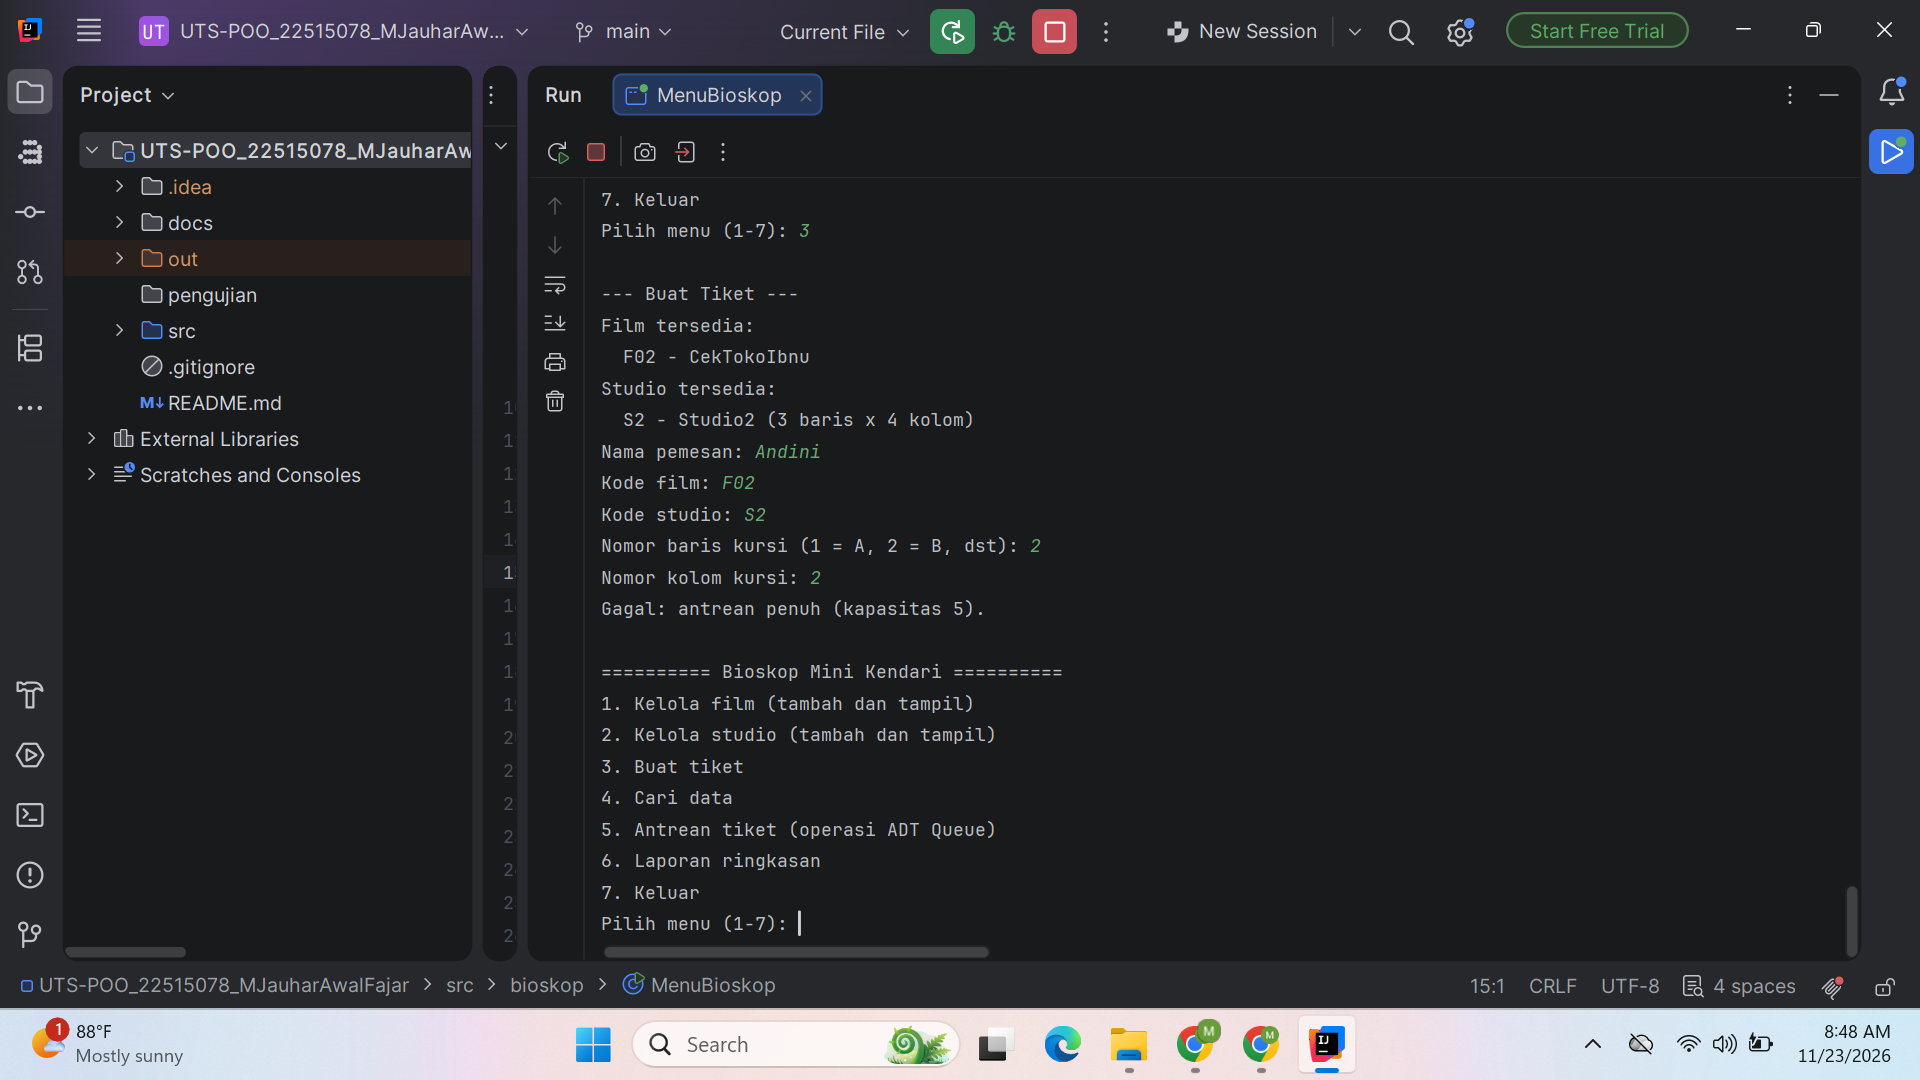 UT UTS-POO_22515078_MJauharAw... main Current File New Session Start Free Trial
Project
UTS-POO_22515078_MJauharAw
.idea
docs
out
pengujian
src
.gitignore
README.md
External Libraries
Scratches and Consoles
Run MenuBioskop
7. Keluar
Pilih menu (1-7): 3
--- Buat Tiket ---
Film tersedia:
F02 - CekTokoIbnu
Studio tersedia:
S2 - Studio2 (3 baris x 4 kolom)
Nama pemesan: Andini
Kode film: F02
Kode studio: S2
Nomor baris kursi (1 = A, 2 = B, dst): 2
Nomor kolom kursi: 2
Gagal: antrean penuh (kapasitas 5).
========== Bioskop Mini Kendari ==========
1. Kelola film (tambah dan tampil)
2. Kelola studio (tambah dan tampil)
3. Buat tiket
4. Cari data
5. Antrean tiket (operasi ADT Queue)
6. Laporan ringkasan
7. Keluar
Pilih menu (1-7):
UTS-POO_22515078_MJauharAwalFajar > src > bioskop > MenuBioskop 15:1 CRLF UTF-8 4 spaces
1 88°F
Mostly sunny
Search
M
M
8:48 AM
11/23/2026